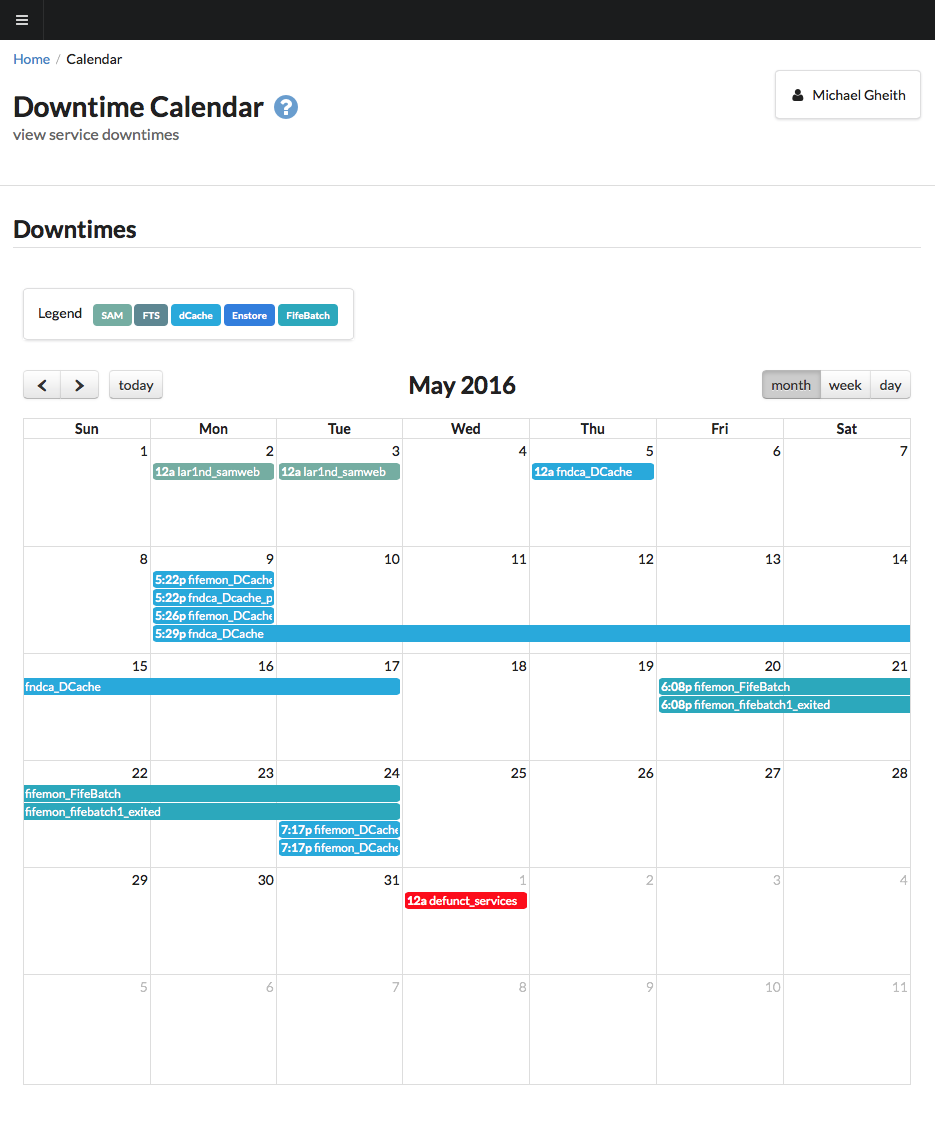 Home / Calendar
Downtime Calendar ?
view service downtimes
Michael Gheith
Downtimes
Legend SAM FTS dCache Enstore FifeBatch
today May 2016 month week day
Sun Mon Tue Wed Thu Fri Sat
1 2 3 4 5 6 7
12a lar1nd_samweb 12a lar1nd_samweb 12a fndca_DCache
8 9 10 11 12 13 14
5:22p fifemon_DCache
5:22p fndca_Dcache_p
5:26p fifemon_DCache
5:29p fndca_DCache
15 16 17 18 19 20 21
fndca_DCache 6:08p fifemon_FifeBatch
6:08p fifemon_fifebatch1_exited
22 23 24 25 26 27 28
fifemon_FifeBatch
fifemon_fifebatch1_exited
7:17p fifemon_DCache
7:17p fifemon_DCache
29 30 31 1 2 3 4
12a defunct_services
5 6 7 8 9 10 11